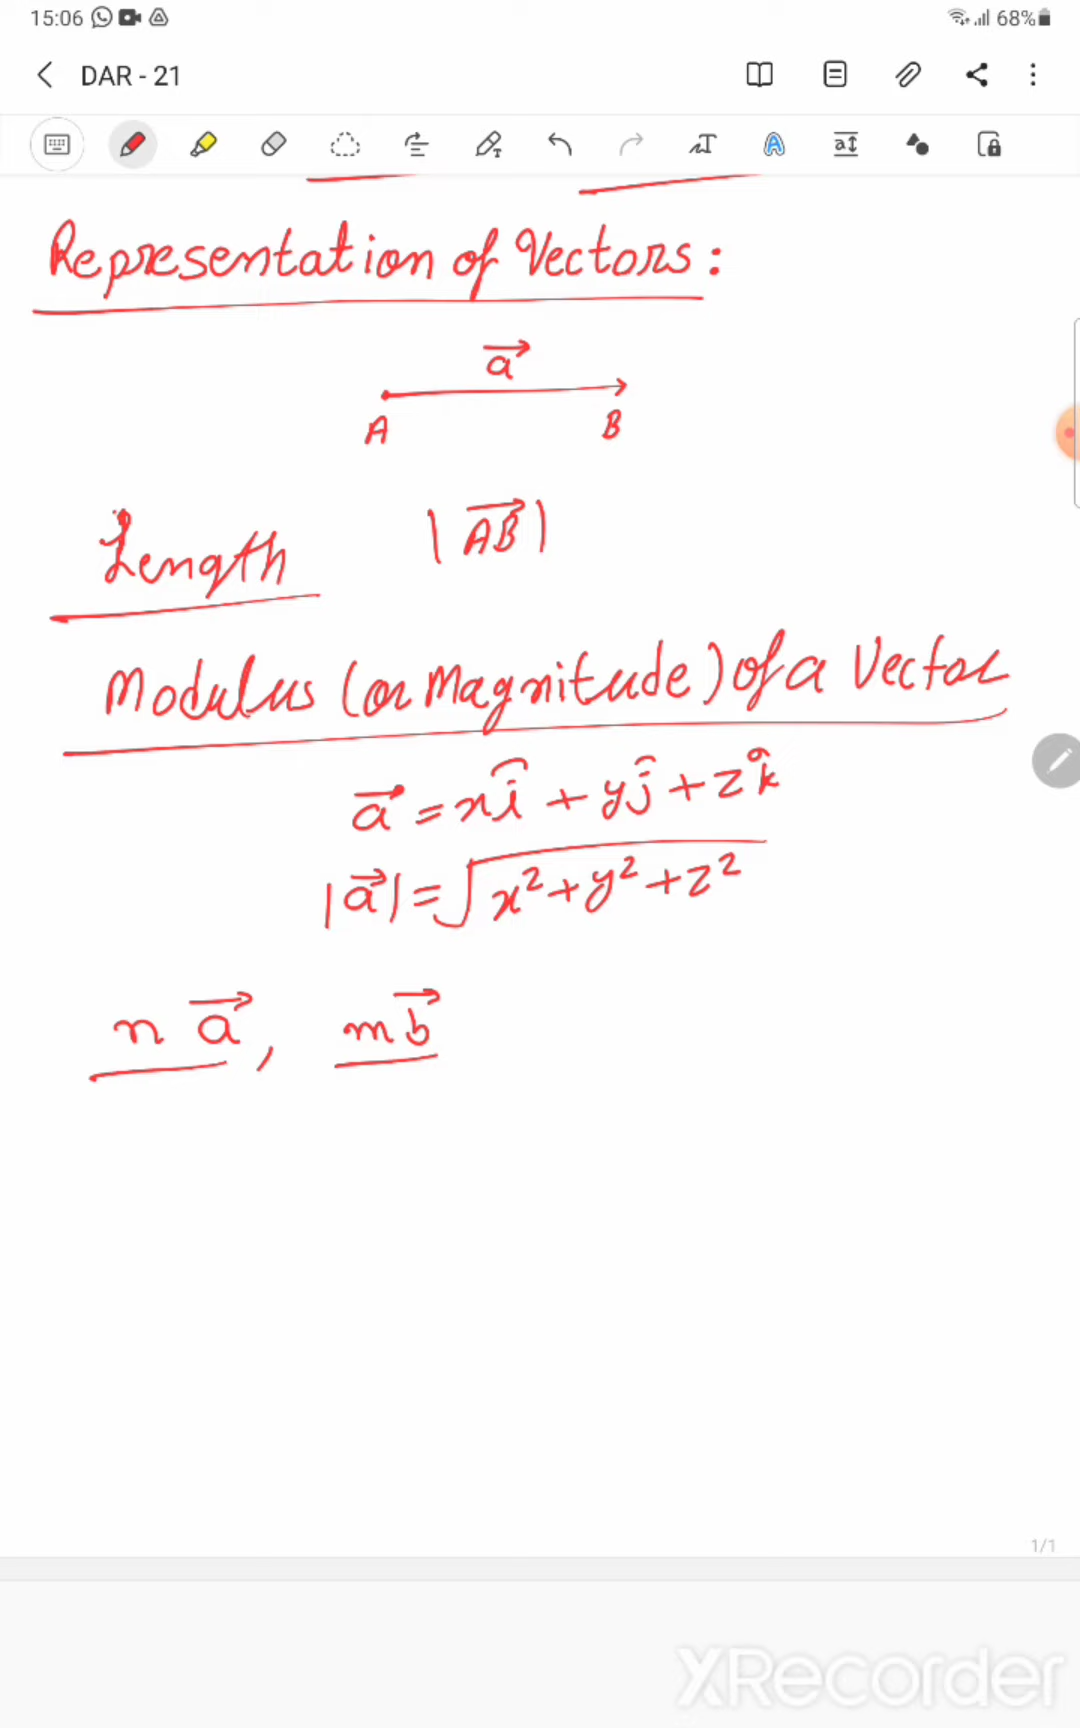 15:06 68%
DAR - 21
Representation of Vectors :
a⃗
A B
Length |A⃗B⃗|
Modulus (or Magnitude) of a Vector
a⃗ = xî + yĵ + zk̂
|a⃗| = √x² + y² + z²
n a⃗, m b⃗
1/1
XRecorder